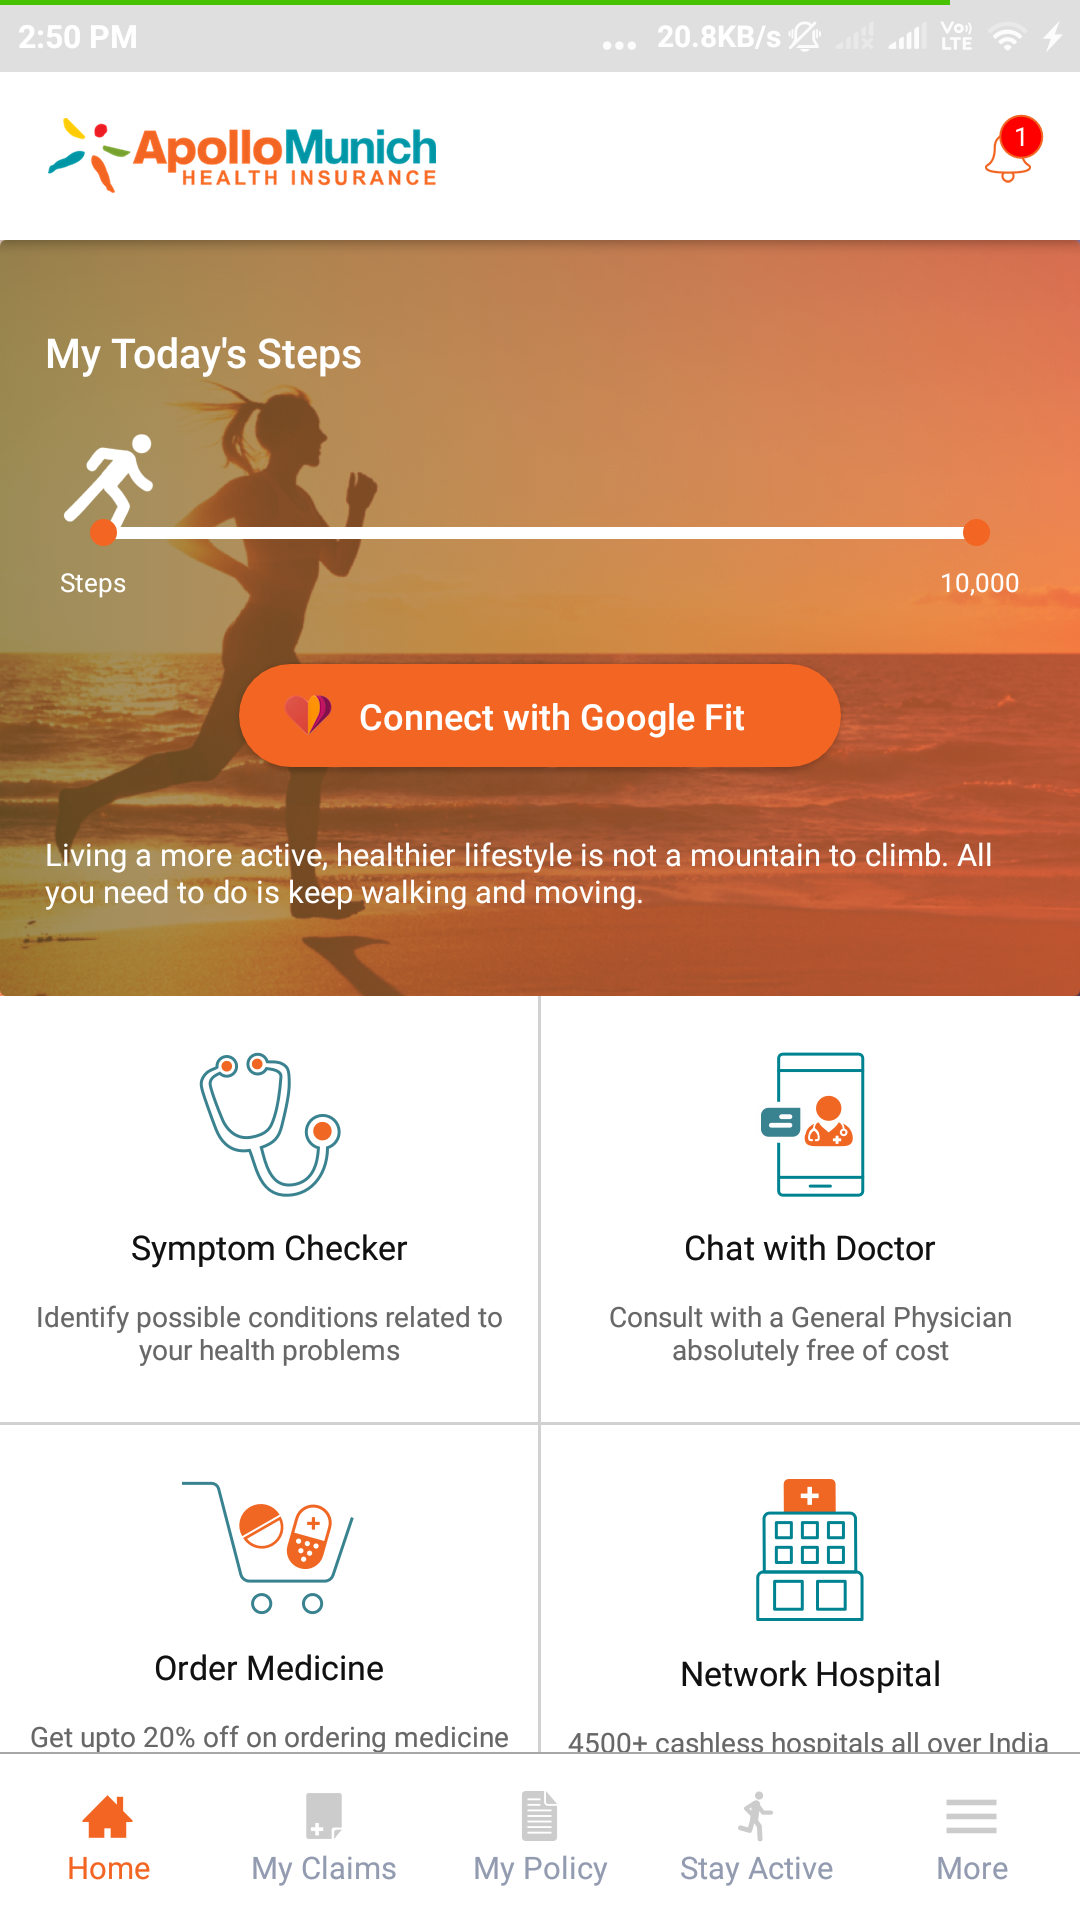 2:50 PM
... 20.8KB/s Vo)) LTE
ApolloMunich
HEALTH INSURANCE
1
My Today's Steps
Steps
10,000
Connect with Google Fit
Living a more active, healthier lifestyle is not a mountain to climb. All
you need to do is keep walking and moving.
Symptom Checker
Identify possible conditions related to
your health problems
Chat with Doctor
Consult with a General Physician
absolutely free of cost
Order Medicine
Get upto 20% off on ordering medicine
Network Hospital
4500+ cashless hospitals all over India
Home
My Claims
My Policy
Stay Active
More